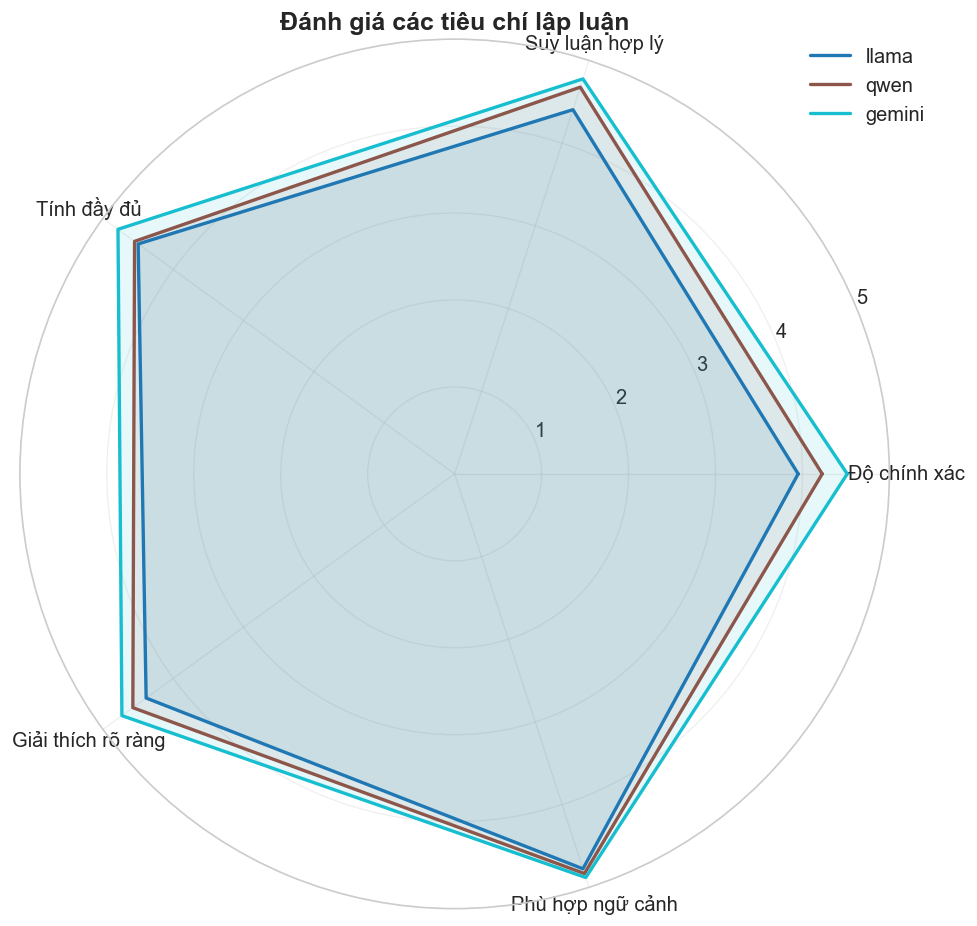 Đánh giá các tiêu chí lập luận
Suy luận hợp lý
llama
qwen
gemini
Tính đầy đủ
5
4
3
2
1
Độ chính xác
Giải thích rõ ràng
Phù hợp ngữ cảnh